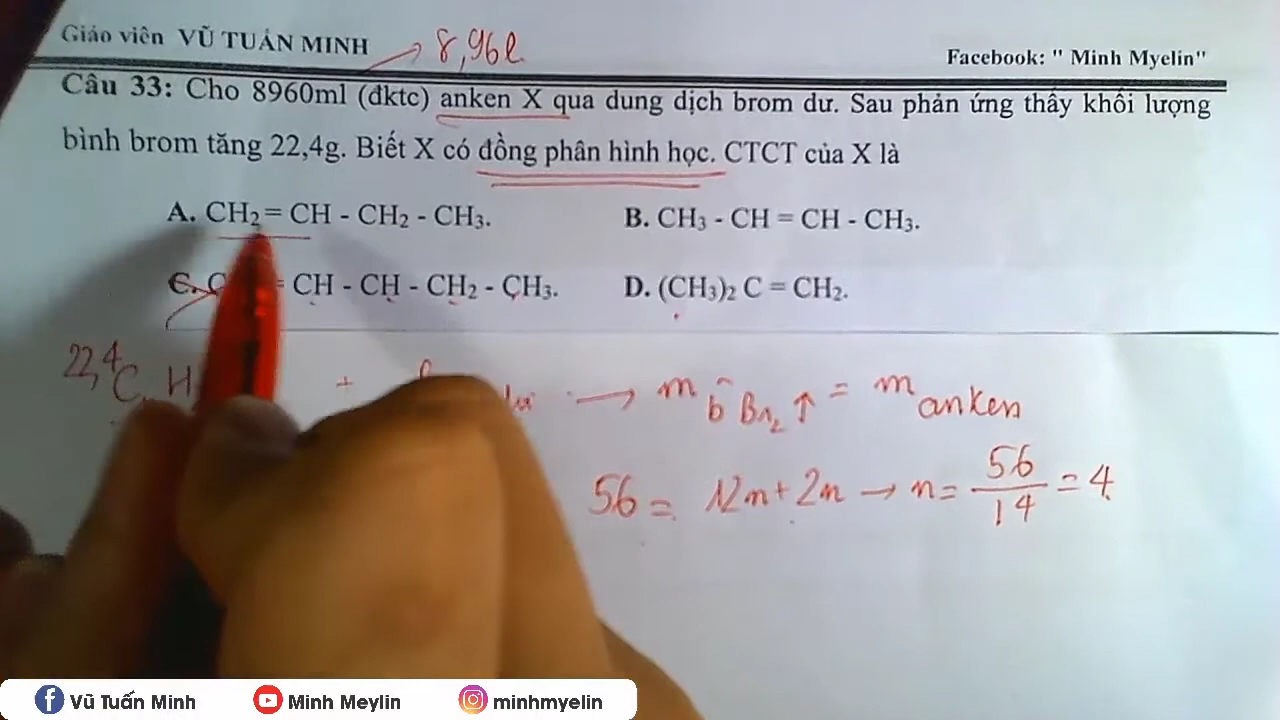 Giáo viên VŨ TUẤN MINH
8,96l
Facebook: " Minh Myelin"
Câu 33: Cho 8960ml (đktc) anken X qua dung dịch brom dư. Sau phản ứng thấy khối lượng
bình brom tăng 22,4g. Biết X có đồng phân hình học. CTCT của X là
A. CH2 = CH - CH2 - CH3.
B. CH3 - CH = CH - CH3.
C. C = CH - CH - CH2 - CH3.
D. (CH3)2 C = CH2.
22,4
C H + → m b̃ Br2 ↑ = m anken
56 = 12n + 2n → n = 56/14 = 4
Vũ Tuấn Minh
Minh Meylin
minhmyelin